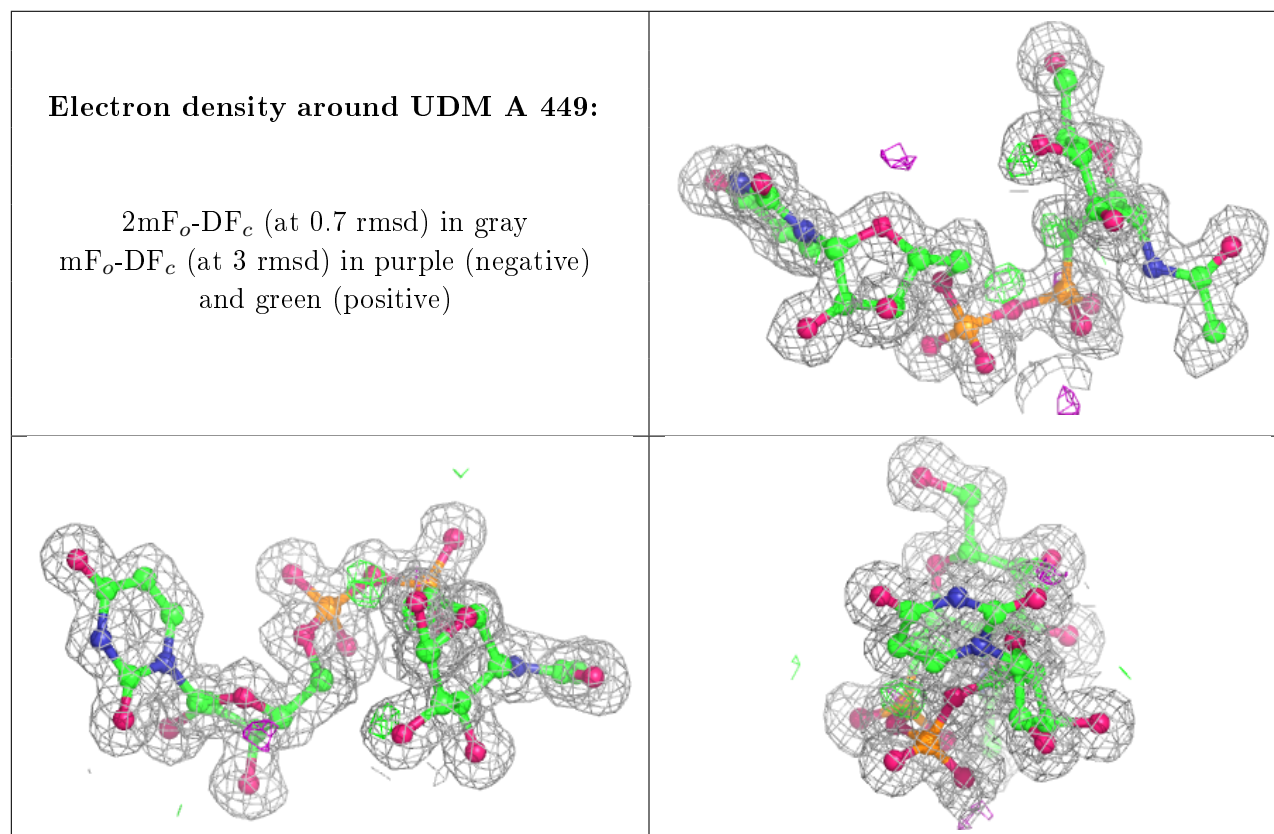 Electron density around UDM A 449:
2mFₒ-DF𝒸 (at 0.7 rmsd) in gray
mFₒ-DF𝒸 (at 3 rmsd) in purple (negative)
and green (positive)